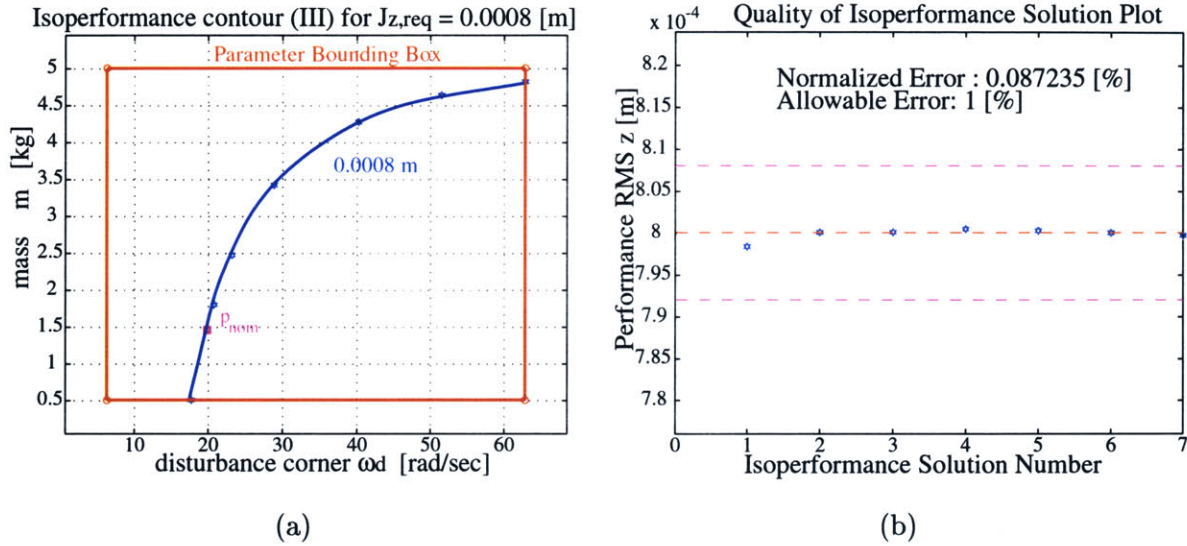 Isoperformance contour (III) for Jz,req = 0.0008 [m]
Parameter Bounding Box
5
4.5
4
3.5
3
2.5
2
1.5
1
0.5
mass m [kg]
0.0008 m
p_nom
10 20 30 40 50 60
disturbance corner ωd [rad/sec]
(a)
x 10^-4
Quality of Isoperformance Solution Plot
Normalized Error : 0.087235 [%]
Allowable Error: 1 [%]
8.2
8.15
8.1
8.05
8
7.95
7.9
7.85
7.8
Performance RMS z [m]
0 1 2 3 4 5 6 7
Isoperformance Solution Number
(b)